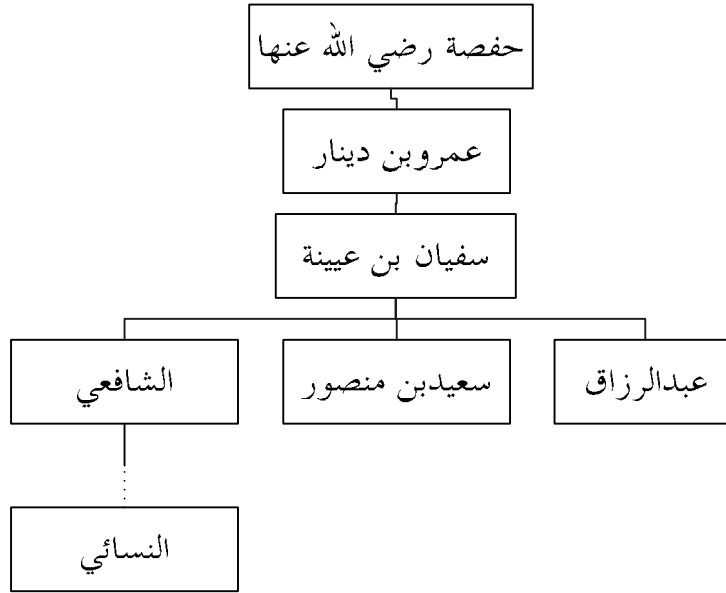 حفصة رضي الله عنها
عمروبن دينار
سفيان بن عيينة
عبدالرزاق
سعيدبن منصور
الشافعي
النسائي